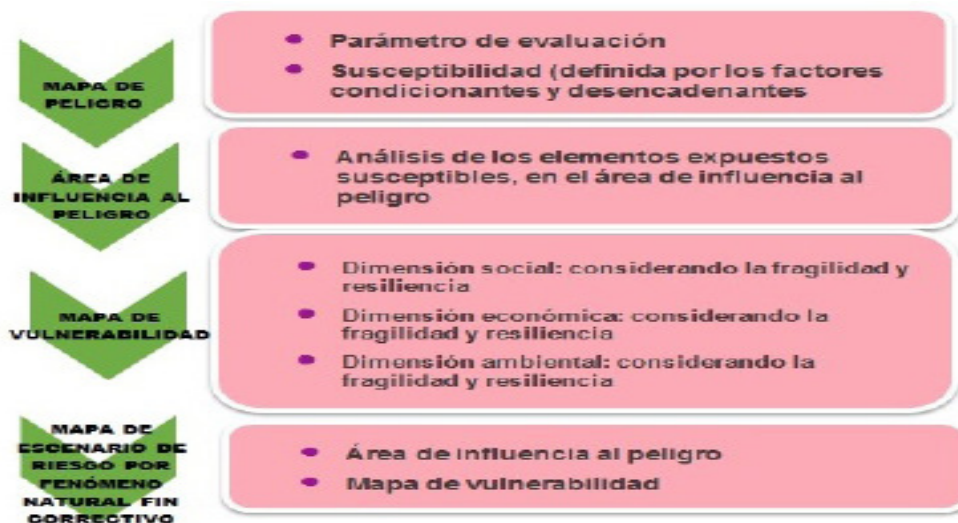 MAPA DE
PELIGRO
• Parámetro de evaluación
• Susceptibilidad (definida por los factores
condicionantes y desencadenantes
ÁREA DE
INFLUENCIA AL
PELIGRO
• Análisis de los elementos expuestos
susceptibles, en el área de influencia al
peligro
MAPA DE
VULNERABILIDAD
• Dimensión social: considerando la fragilidad y
resiliencia
• Dimensión económica: considerando la
fragilidad y resiliencia
• Dimensión ambiental: considerando la
fragilidad y resiliencia
MAPA DE
ESCENARIO DE
RIESGO POR
FENÓMENO
NATURAL FIN
CORRECTIVO
• Área de influencia al peligro
• Mapa de vulnerabilidad